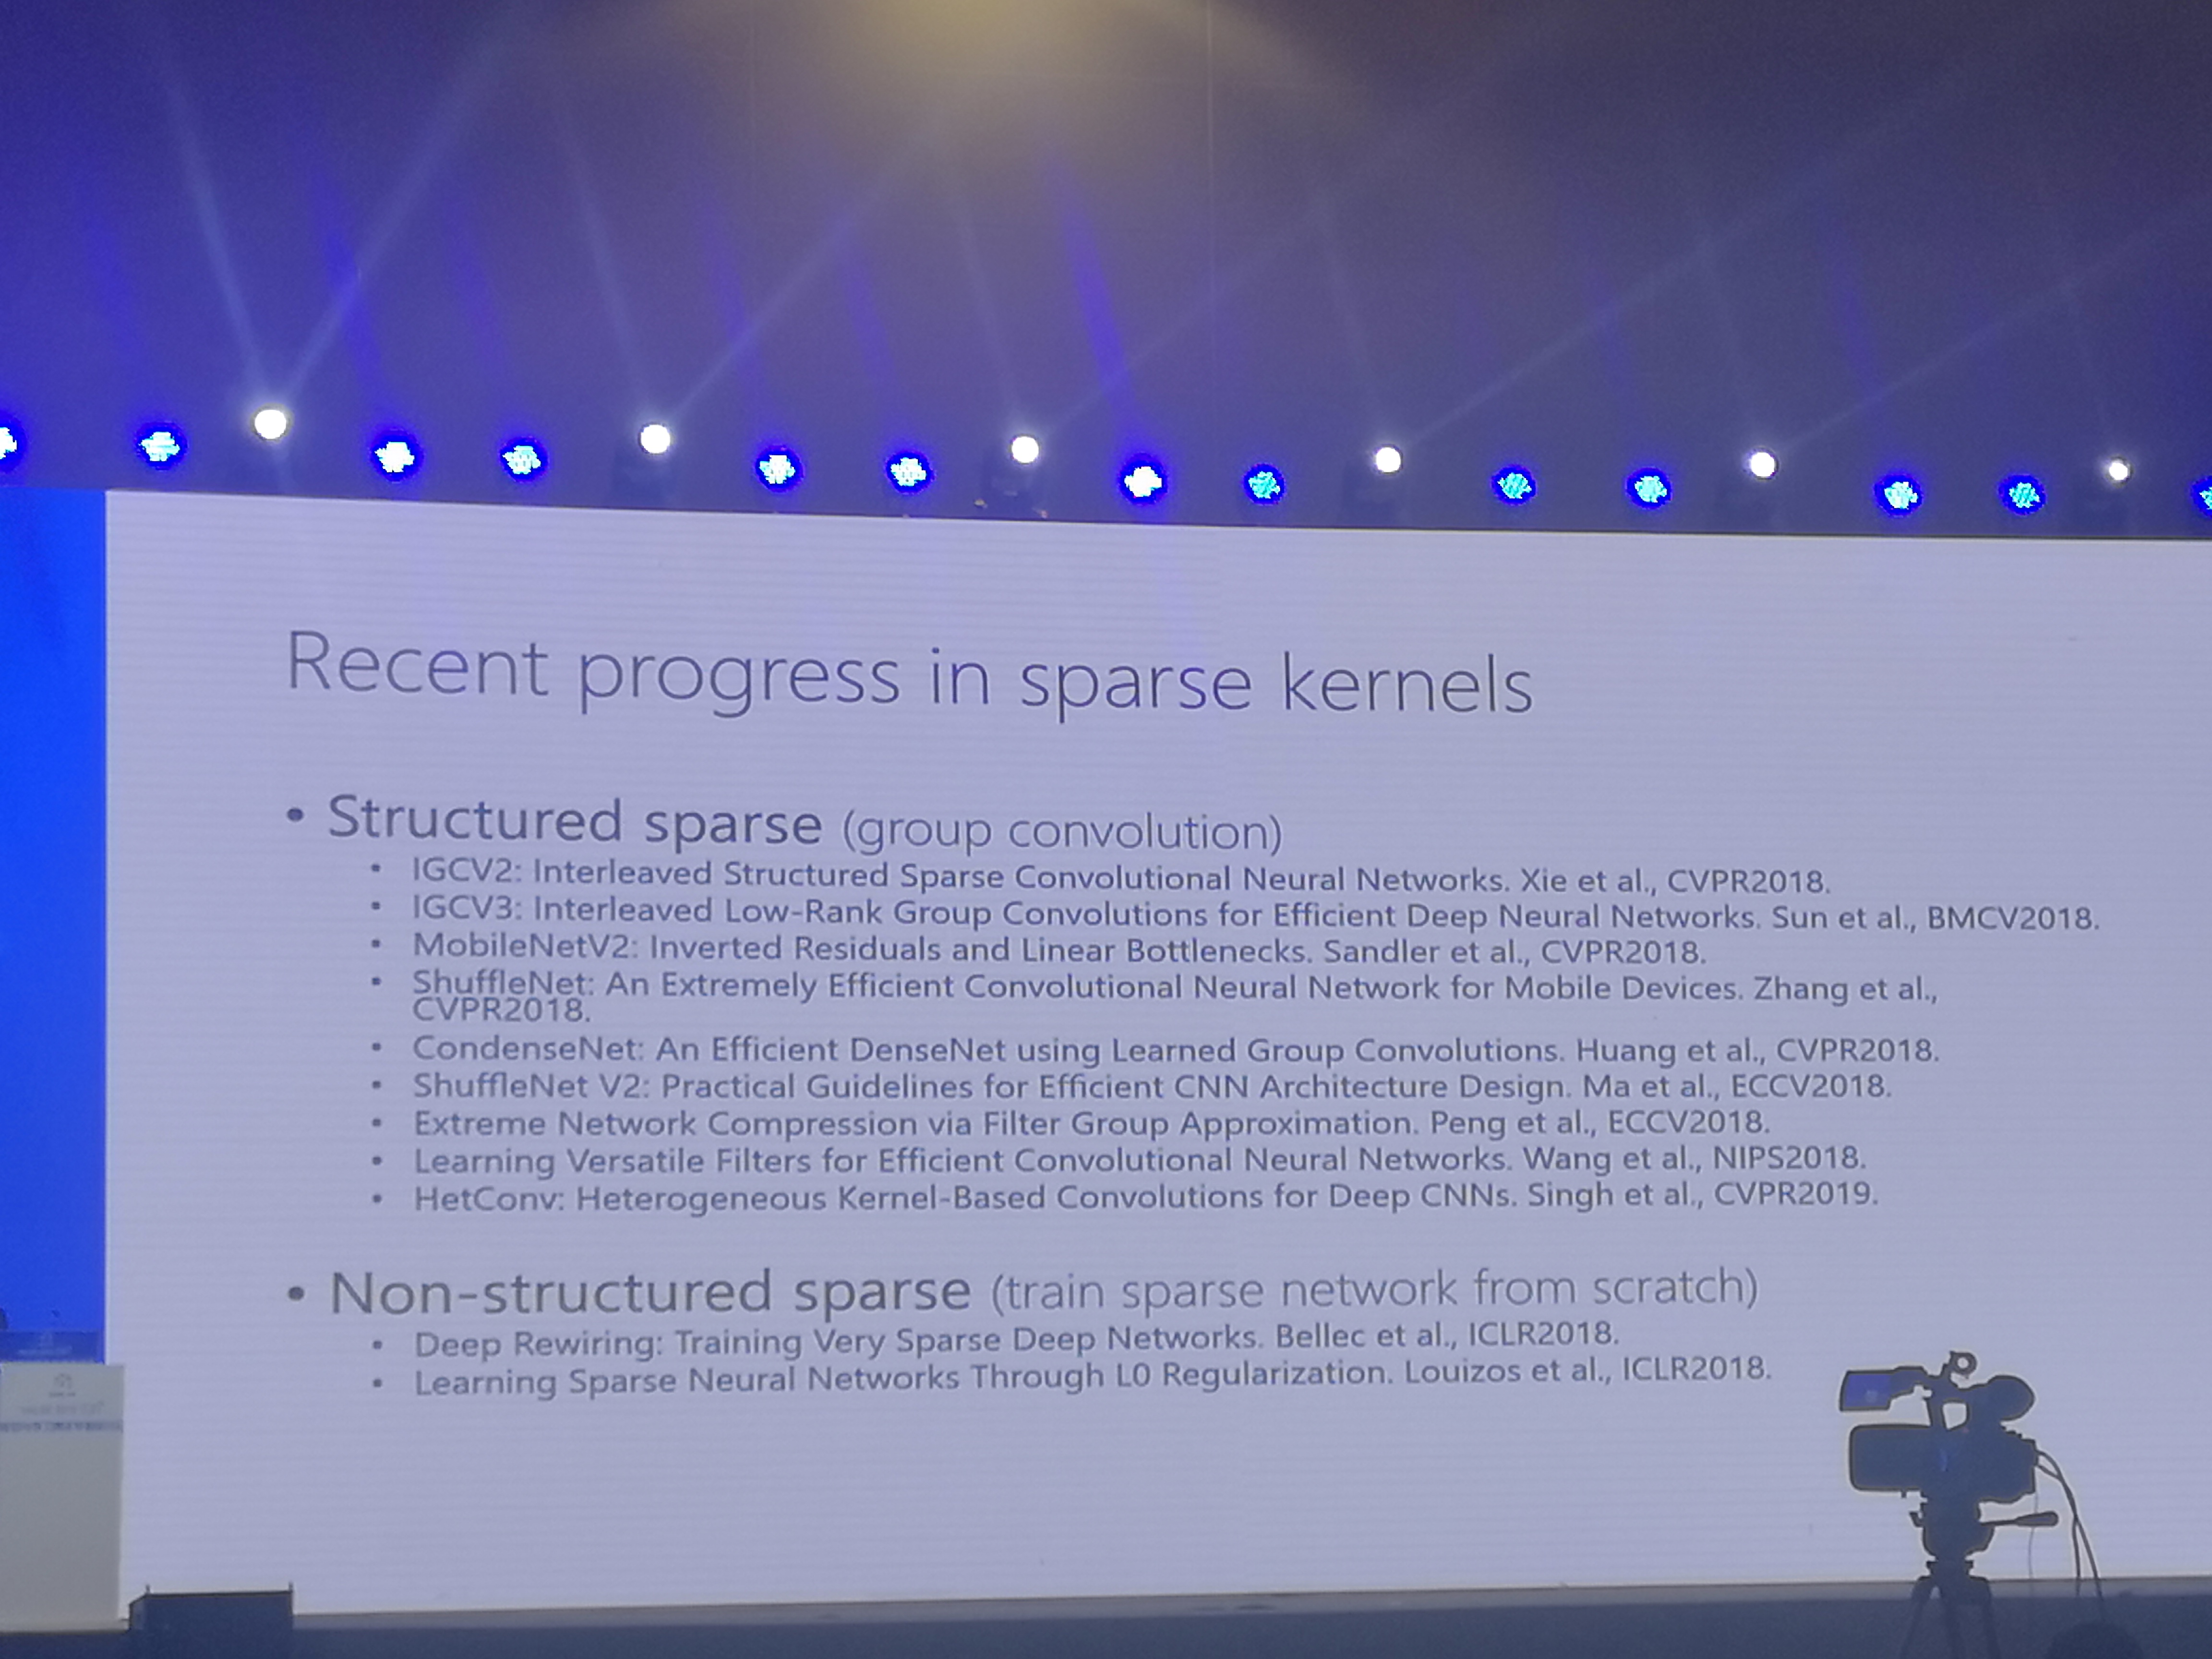 Recent progress in sparse kernels
• Structured sparse (group convolution)
• IGCV2: Interleaved Structured Sparse Convolutional Neural Networks. Xie et al., CVPR2018.
• IGCV3: Interleaved Low-Rank Group Convolutions for Efficient Deep Neural Networks. Sun et al., BMCV2018.
• MobileNetV2: Inverted Residuals and Linear Bottlenecks. Sandler et al., CVPR2018.
• ShuffleNet: An Extremely Efficient Convolutional Neural Network for Mobile Devices. Zhang et al.,
CVPR2018.
• CondenseNet: An Efficient DenseNet using Learned Group Convolutions. Huang et al., CVPR2018.
• ShuffleNet V2: Practical Guidelines for Efficient CNN Architecture Design. Ma et al., ECCV2018.
• Extreme Network Compression via Filter Group Approximation. Peng et al., ECCV2018.
• Learning Versatile Filters for Efficient Convolutional Neural Networks. Wang et al., NIPS2018.
• HetConv: Heterogeneous Kernel-Based Convolutions for Deep CNNs. Singh et al., CVPR2019.
• Non-structured sparse (train sparse network from scratch)
• Deep Rewiring: Training Very Sparse Deep Networks. Bellec et al., ICLR2018.
• Learning Sparse Neural Networks Through L0 Regularization. Louizos et al., ICLR2018.